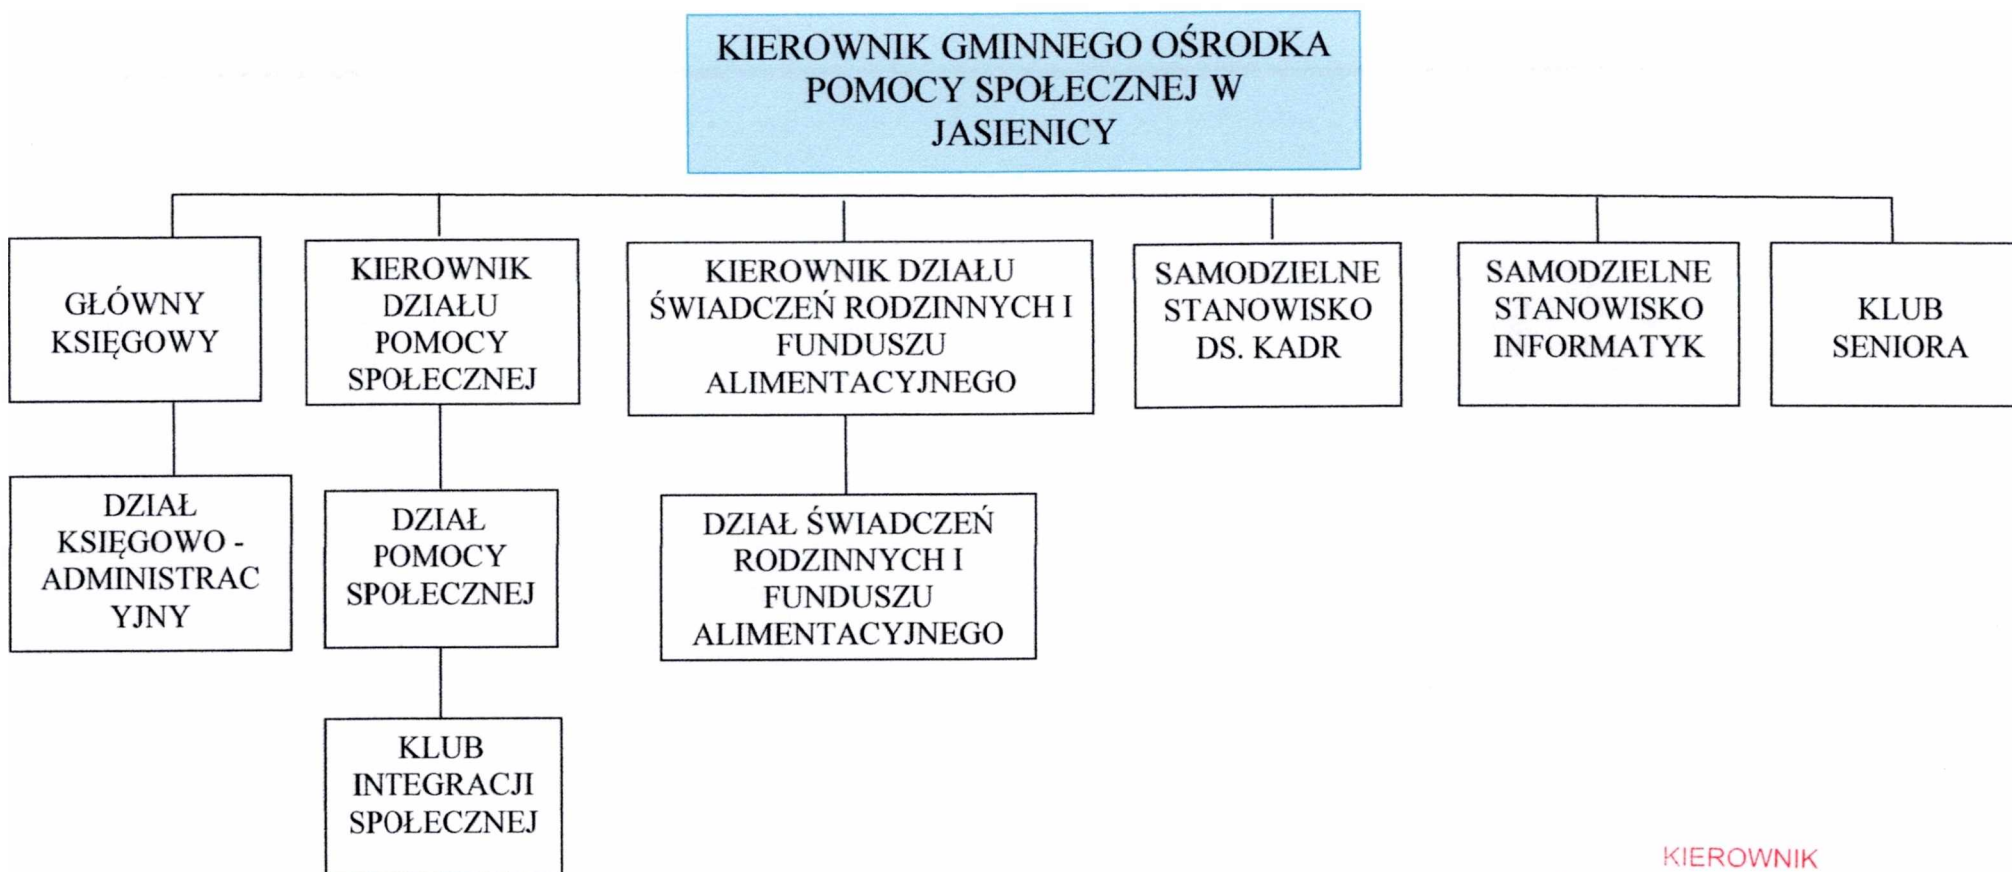 KIEROWNIK GMINNEGO OŚRODKA
POMOCY SPOŁECZNEJ W
JASIENICY
GŁÓWNY
KSIĘGOWY
KIEROWNIK
DZIAŁU
POMOCY
SPOŁECZNEJ
KIEROWNIK DZIAŁU
ŚWIADCZEŃ RODZINNYCH I
FUNDUSZU
ALIMENTACYJNEGO
SAMODZIELNE
STANOWISKO
DS. KADR
SAMODZIELNE
STANOWISKO
INFORMATYK
KLUB
SENIORA
DZIAŁ
KSIĘGOWO -
ADMINISTRAC
YJNY
DZIAŁ
POMOCY
SPOŁECZNEJ
DZIAŁ ŚWIADCZEŃ
RODZINNYCH I
FUNDUSZU
ALIMENTACYJNEGO
KLUB
INTEGRACJI
SPOŁECZNEJ
KIEROWNIK